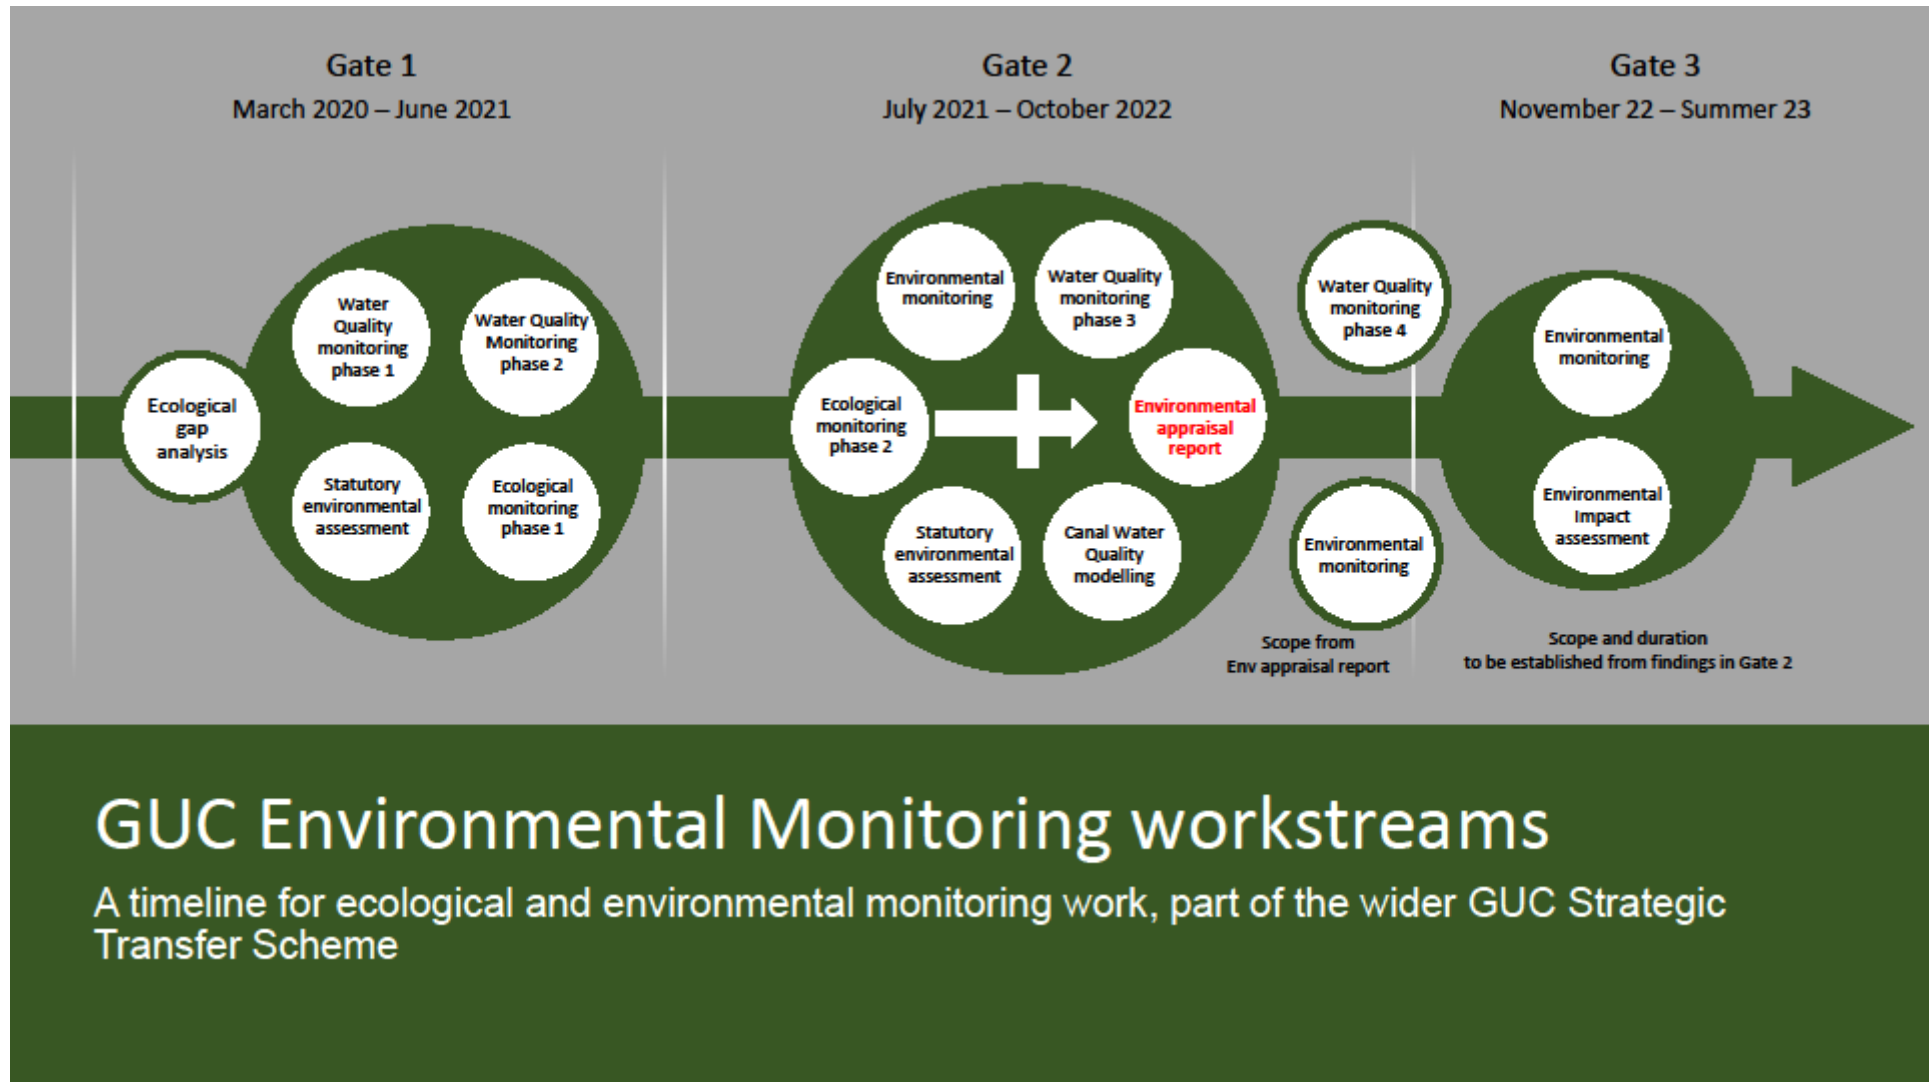 Gate 1
March 2020 – June 2021
Gate 2
July 2021 – October 2022
Gate 3
November 22 – Summer 23
Ecological
gap
analysis
Water
Quality
monitoring
phase 1
Water Quality
Monitoring
phase 2
Statutory
environmental
assessment
Ecological
monitoring
phase 1
Environmental
monitoring
Water Quality
monitoring
phase 3
Ecological
monitoring
phase 2
Environmental
appraisal
report
Statutory
environmental
assessment
Canal Water
Quality
modelling
Water Quality
monitoring
phase 4
Environmental
monitoring
Scope from
Env appraisal report
Environmental
monitoring
Environmental
Impact
assessment
Scope and duration
to be established from findings in Gate 2
GUC Environmental Monitoring workstreams
A timeline for ecological and environmental monitoring work, part of the wider GUC Strategic
Transfer Scheme